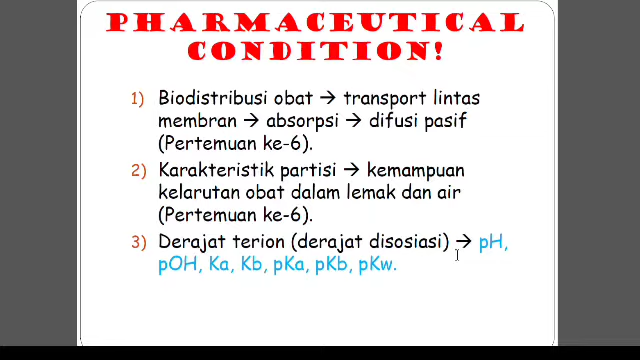 PHARMACEUTICAL
CONDITION!
1) Biodistribusi obat → transport lintas
membran → absorpsi → difusi pasif
(Pertemuan ke-6).
2) Karakteristik partisi → kemampuan
kelarutan obat dalam lemak dan air
(Pertemuan ke-6).
3) Derajat terion (derajat disosiasi) → pH,
pOH, Ka, Kb, pKa, pKb, pKw.